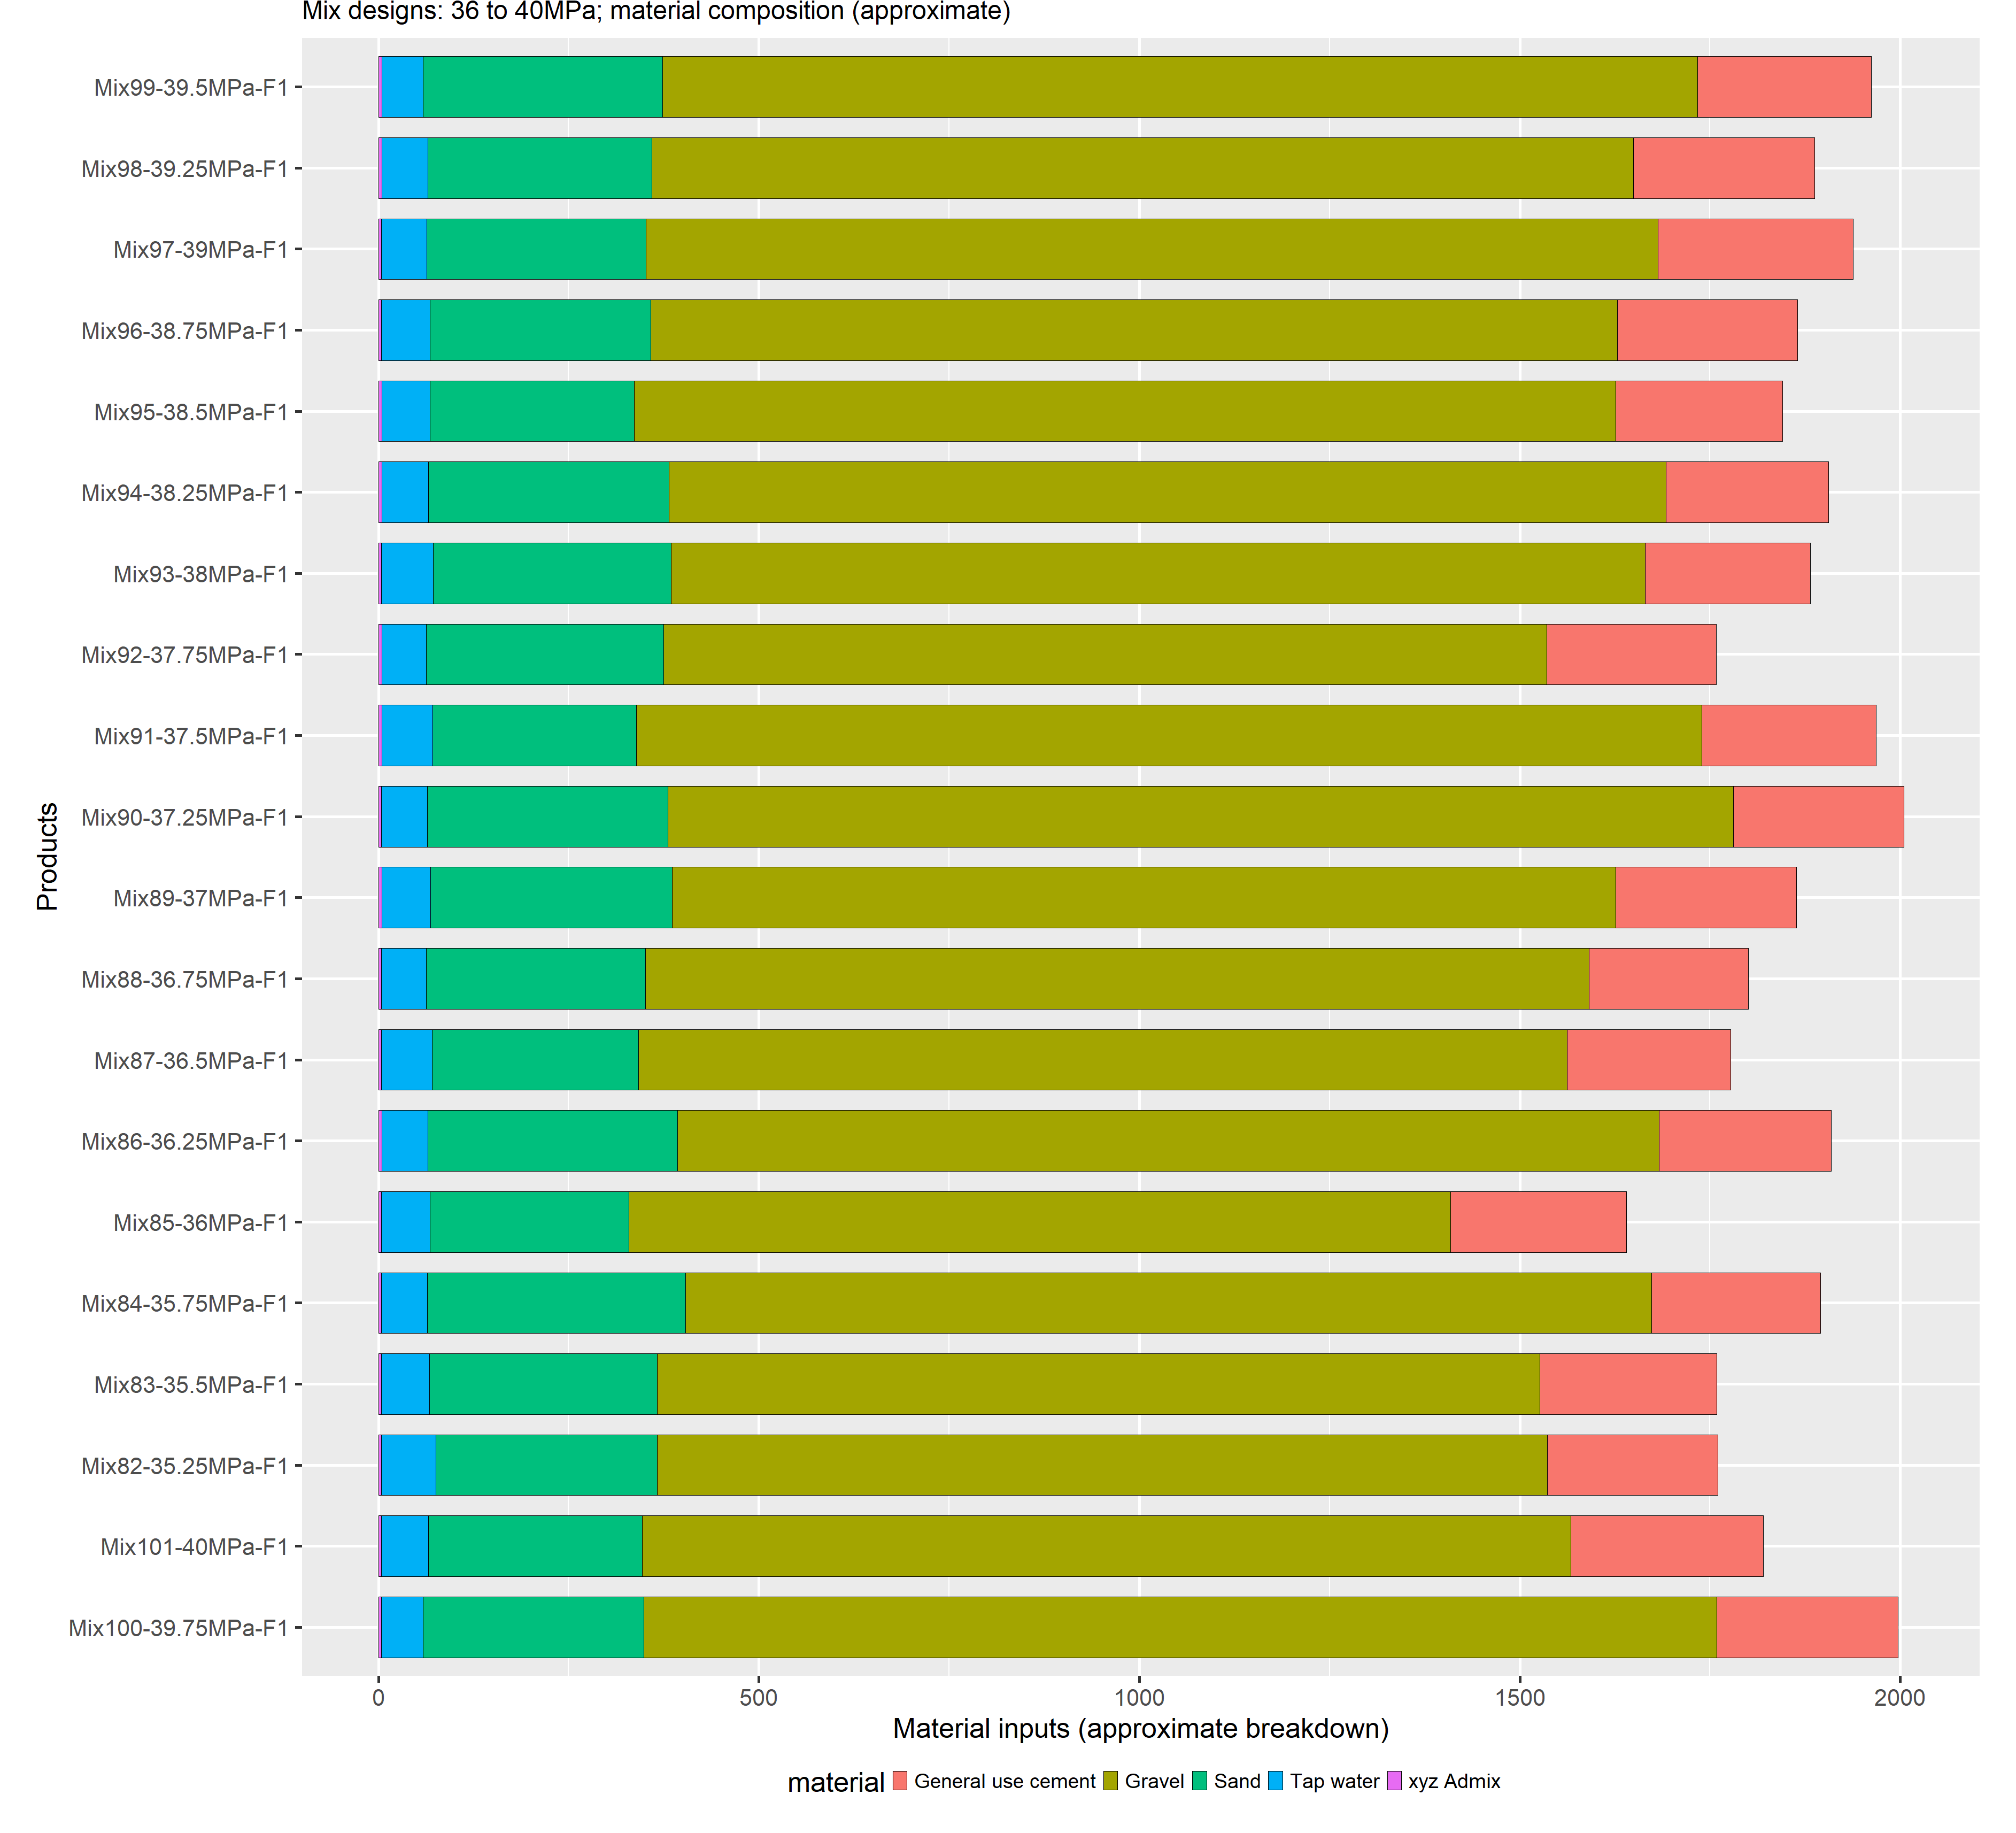 Mix designs: 36 to 40MPa; material composition (approximate)
Mix99-39.5MPa-F1
Mix98-39.25MPa-F1
Mix97-39MPa-F1
Mix96-38.75MPa-F1
Mix95-38.5MPa-F1
Mix94-38.25MPa-F1
Mix93-38MPa-F1
Mix92-37.75MPa-F1
Mix91-37.5MPa-F1
Mix90-37.25MPa-F1
Mix89-37MPa-F1
Mix88-36.75MPa-F1
Mix87-36.5MPa-F1
Mix86-36.25MPa-F1
Mix85-36MPa-F1
Mix84-35.75MPa-F1
Mix83-35.5MPa-F1
Mix82-35.25MPa-F1
Mix101-40MPa-F1
Mix100-39.75MPa-F1
Products
0 500 1000 1500 2000
Material inputs (approximate breakdown)
material General use cement Gravel Sand Tap water xyz Admix